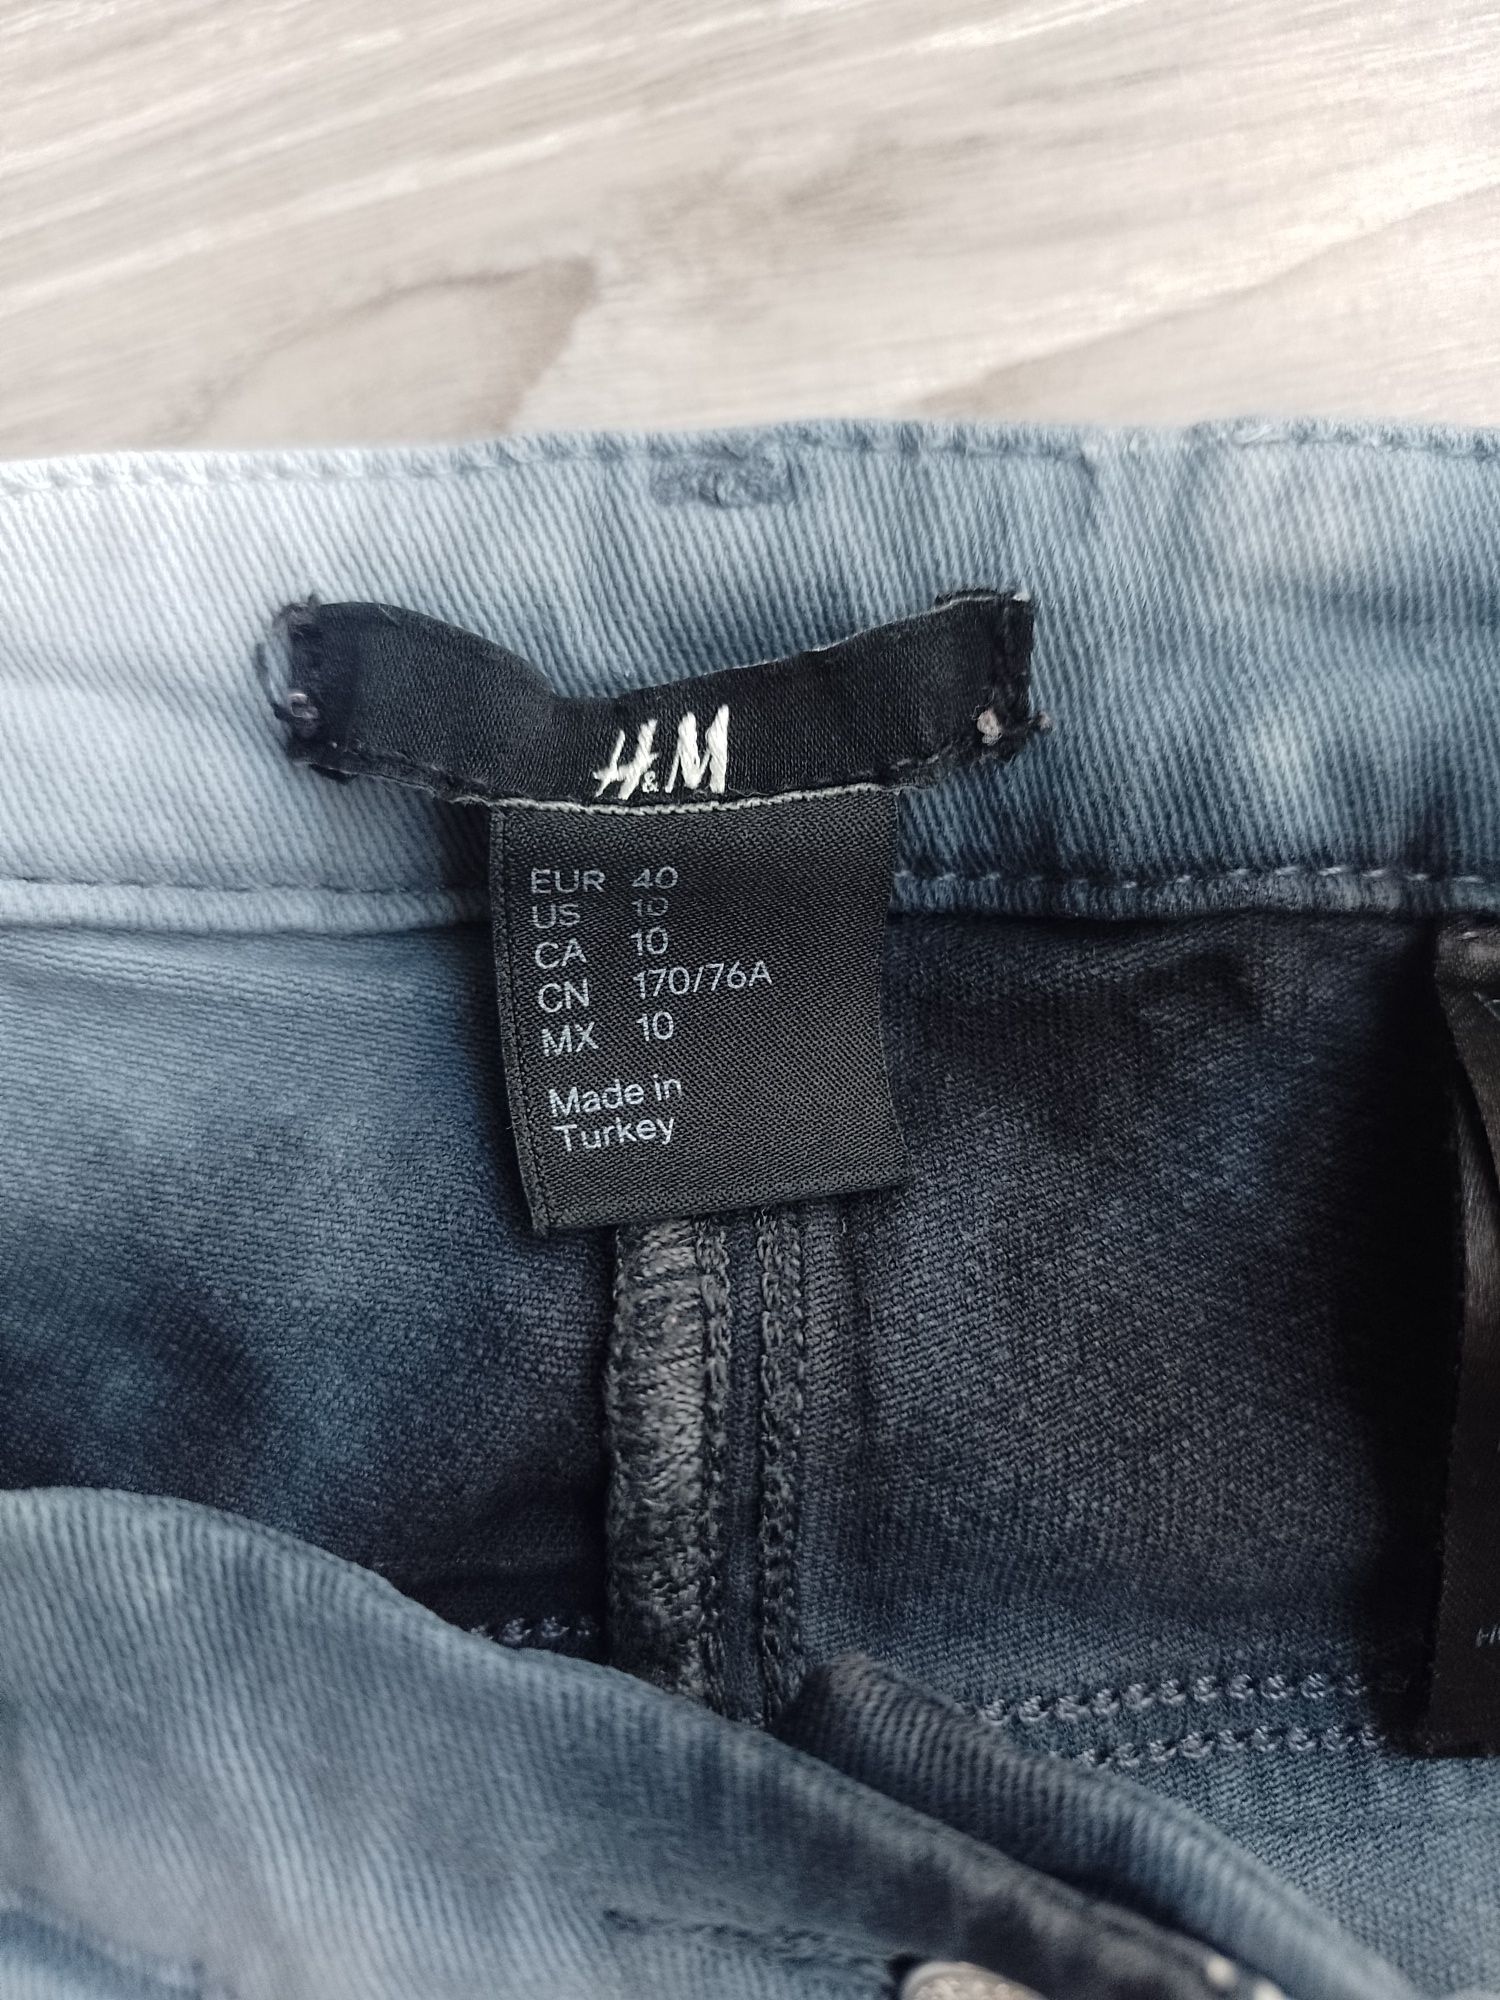 H&M
EUR 40
US 10
CA 10
CN 170/76A
MX 10
Made in
Turkey